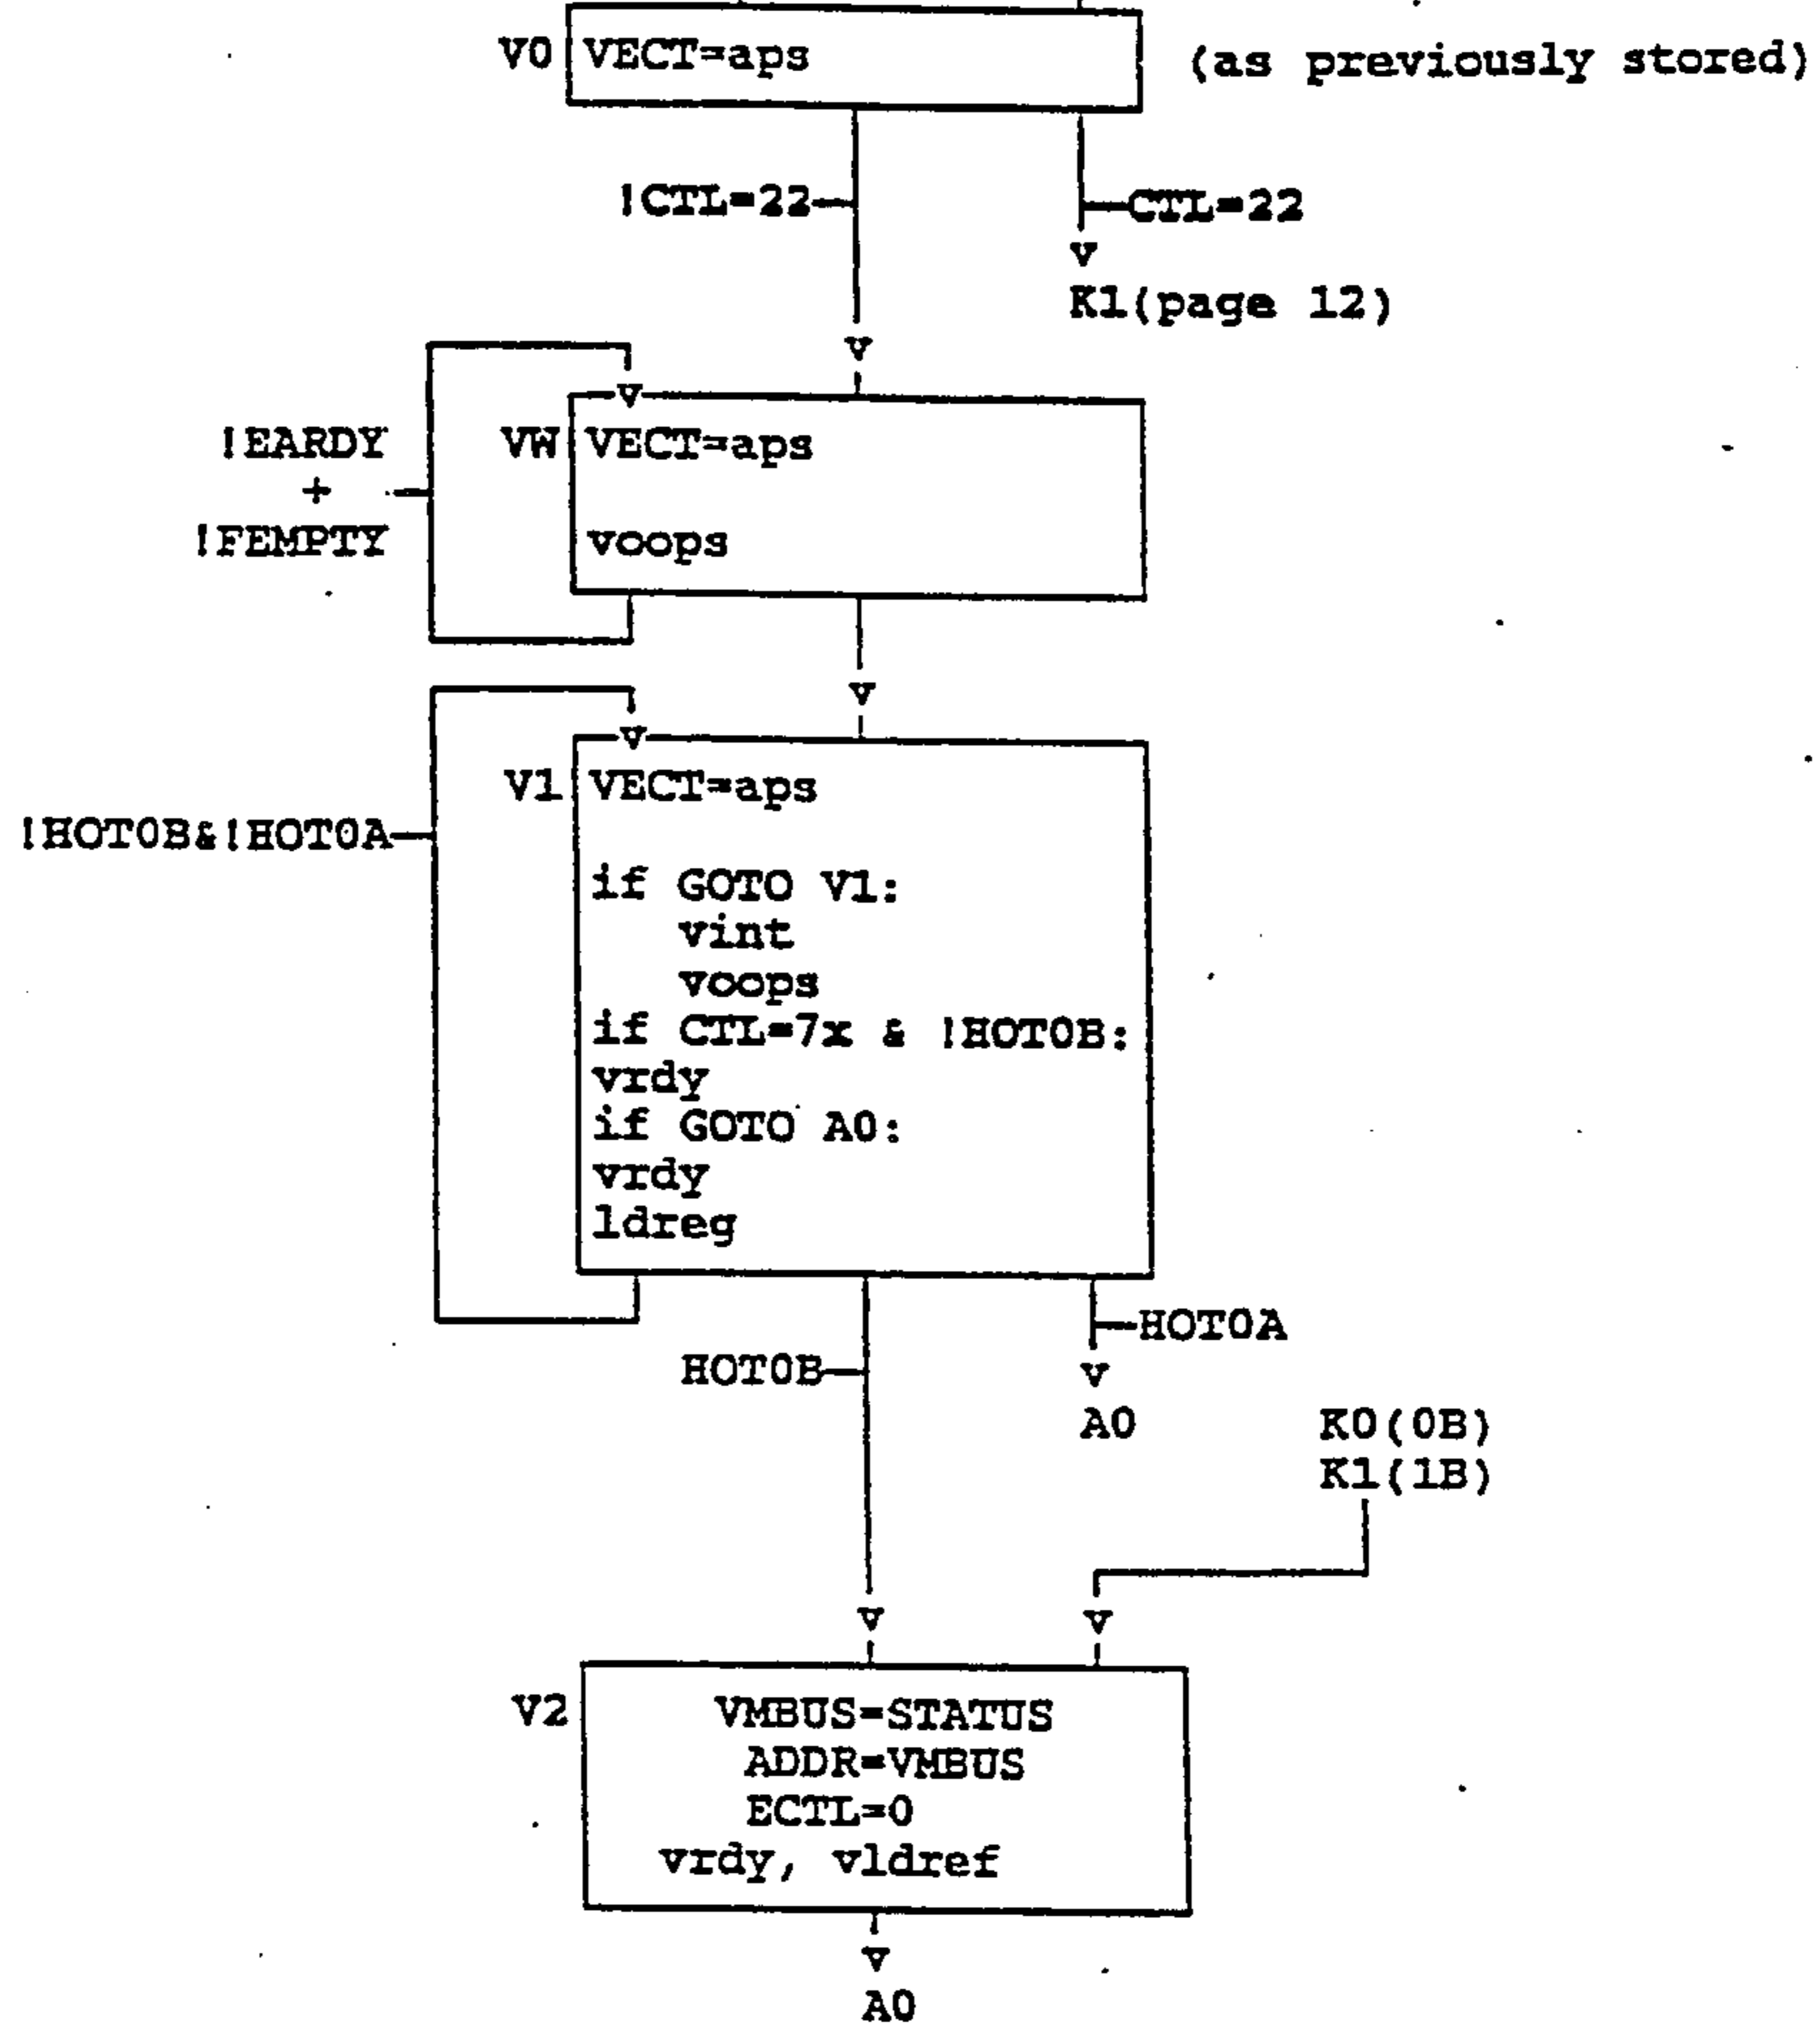 V0 VECT=aps (as previously stored)
!CTL=22 CTL=22
v
K1(page 12)
v
v
!EARDY VW VECT=aps
+
!FEMPTY voops
v
v
V1 VECT=aps
!HOT0B&!HOT0A
if GOTO V1:
vint
voops
if CTL=7x & !HOT0B:
vrdy
if GOTO A0:
vrdy
ldreg
HOT0A
HOT0B v
A0 K0(0B)
K1(1B)
v v
V2 VMBUS=STATUS
ADDR=VMBUS
ECTL=0
vrdy, vldref
v
A0